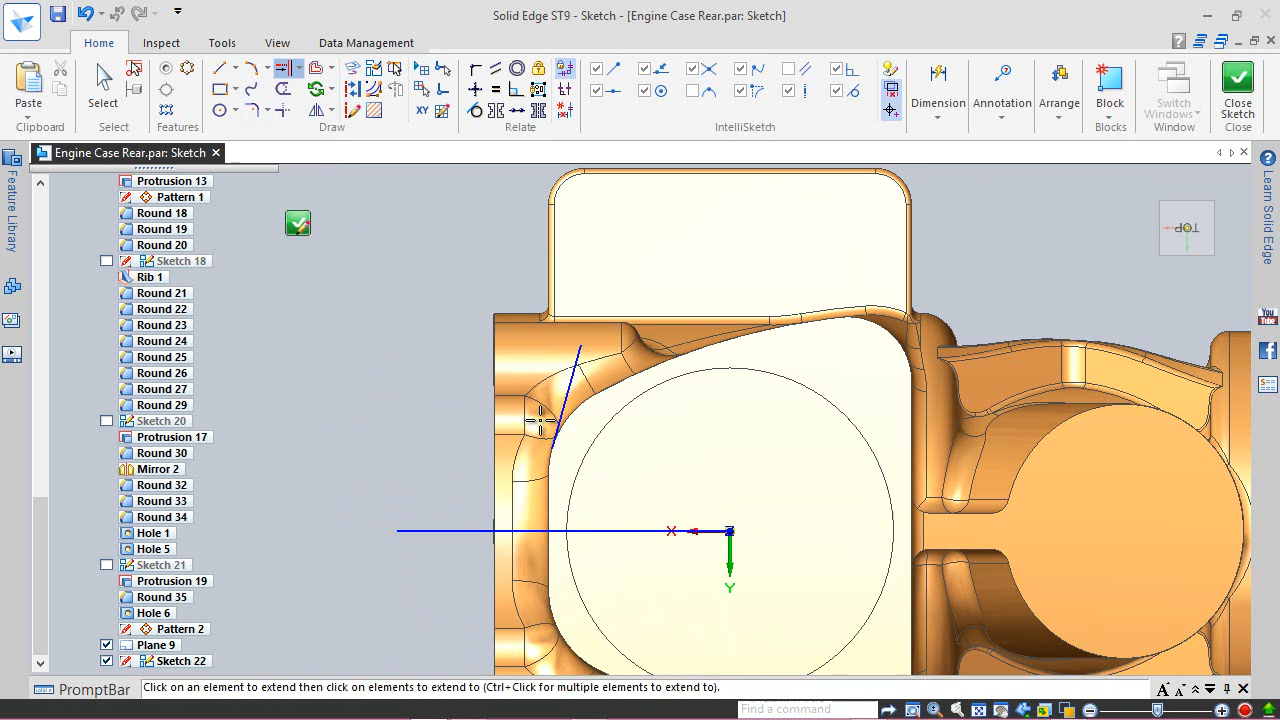 Solid Edge ST9 - Sketch - [Engine Case Rear.par: Sketch]
Home
Inspect
Tools
View
Data Management
Paste
Select
Dimension
Annotation
Arrange
Block
Switch Windows
Close Sketch
XY
Clipboard
Select
Features
Draw
Relate
IntelliSketch
Blocks
Window
Close
Engine Case Rear.par: Sketch
Feature Library
Learn Solid Edge
You Tube
TOP
Protrusion 13
Pattern 1
Round 18
Round 19
Round 20
Sketch 18
Rib 1
Round 21
Round 22
Round 23
Round 24
Round 25
Round 26
Round 27
Round 29
Sketch 20
Protrusion 17
Round 30
Mirror 2
Round 32
Round 33
Round 34
Hole 1
Hole 5
Sketch 21
Protrusion 19
Round 35
Hole 6
Pattern 2
Plane 9
Sketch 22
X
Z
Y
PromptBar
Click on an element to extend then click on elements to extend to (Ctrl+Click for multiple elements to extend to).
A A
Find a command